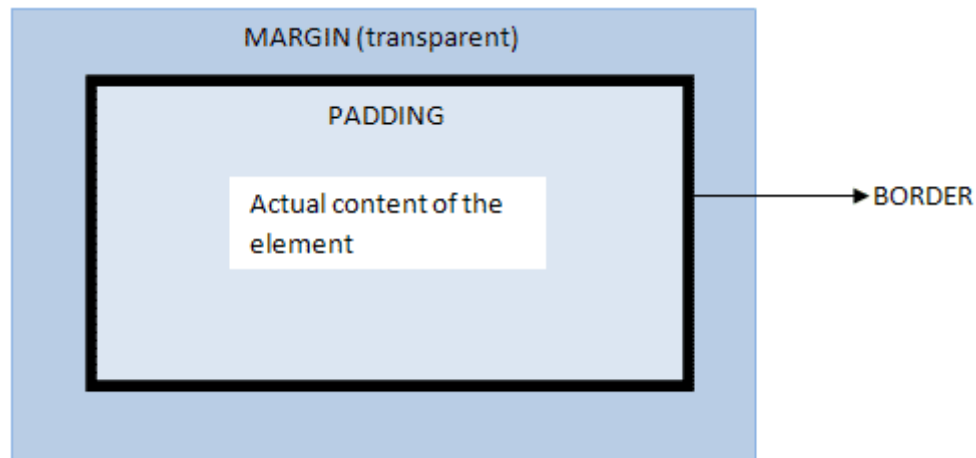 MARGIN (transparent)
PADDING
Actual content of the
element
BORDER